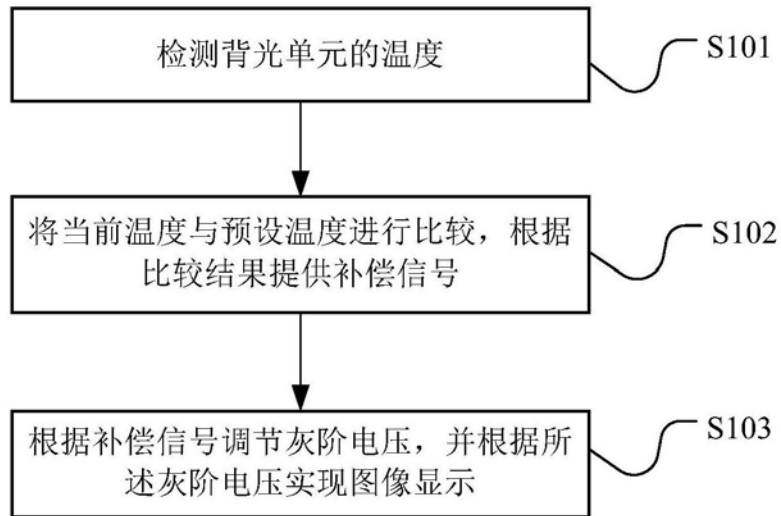 检测背光单元的温度
S101
将当前温度与预设温度进行比较，根据
比较结果提供补偿信号
S102
根据补偿信号调节灰阶电压，并根据所
述灰阶电压实现图像显示
S103